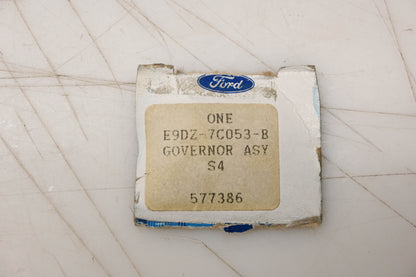 Ford
ONE
E9DZ-7C053-B
GOVERNOR ASY
S4
577386